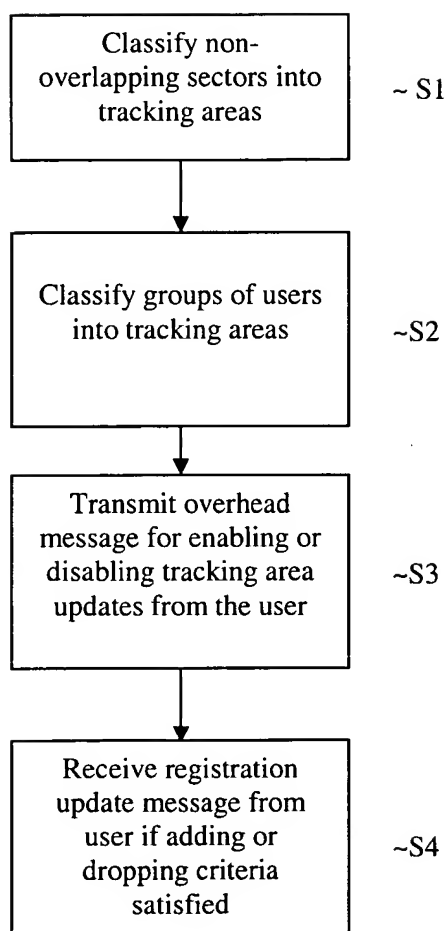 Classify non-
overlapping sectors into
tracking areas
~ S1
Classify groups of users
into tracking areas
~S2
Transmit overhead
message for enabling or
disabling tracking area
updates from the user
~S3
Receive registration
update message from
user if adding or
dropping criteria
satisfied
~S4